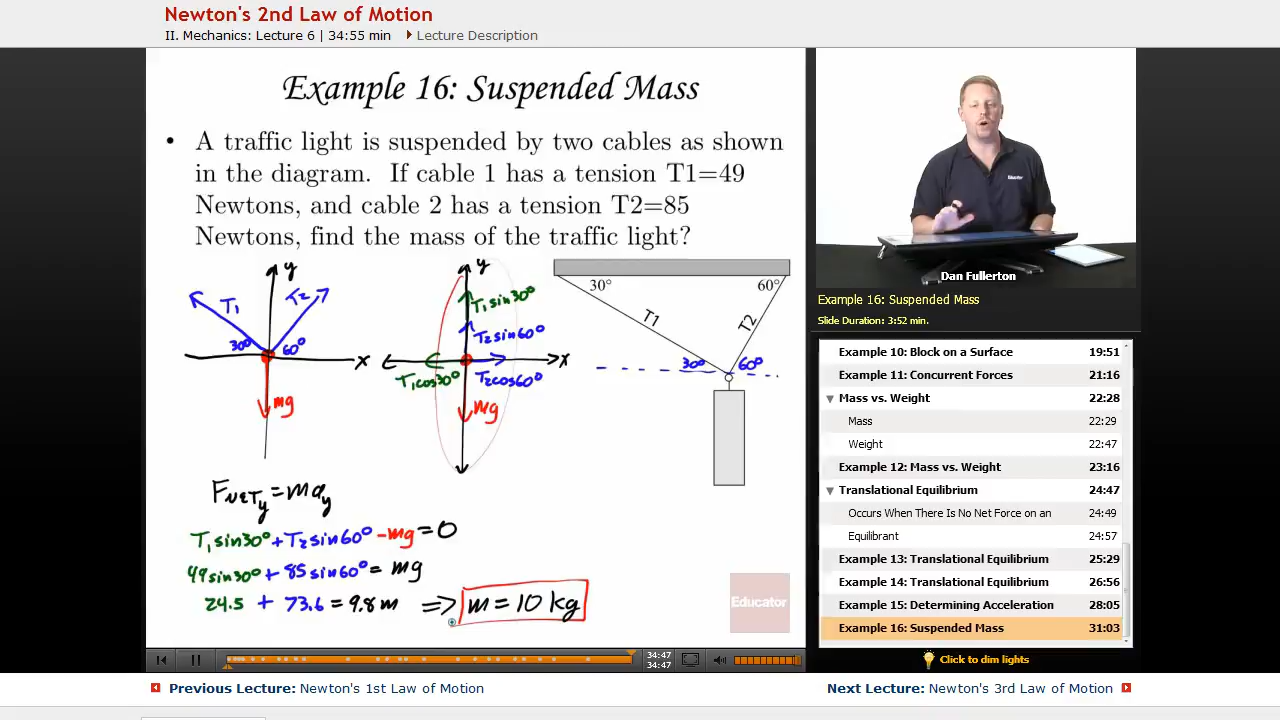 Newton's 2nd Law of Motion
II. Mechanics: Lecture 6 | 34:55 min
Lecture Description
Example 16: Suspended Mass
• A traffic light is suspended by two cables as shown
in the diagram. If cable 1 has a tension T1=49
Newtons, and cable 2 has a tension T2=85
Newtons, find the mass of the traffic light?
y
T1
T2
30°
60°
x
mg
y
T1sin30°
T2sin60°
x
T1cos30°
T2cos60°
mg
30°
60°
T1
T2
30°
60°
FNETy=may
T1sin30°+T2sin60°-mg=0
49sin30°+85sin60°=mg
24.5 + 73.6=9.8m => m=10 kg
Educator
34:47
34:47
Educator
Dan Fullerton
Example 16: Suspended Mass
Slide Duration: 3:52 min.
Example 10: Block on a Surface 19:51
Example 11: Concurrent Forces 21:16
Mass vs. Weight 22:28
Mass 22:29
Weight 22:47
Example 12: Mass vs. Weight 23:16
Translational Equilibrium 24:47
Occurs When There Is No Net Force on an 24:49
Equilibrant 24:57
Example 13: Translational Equilibrium 25:29
Example 14: Translational Equilibrium 26:56
Example 15: Determining Acceleration 28:05
Example 16: Suspended Mass 31:03
Click to dim lights
Previous Lecture: Newton's 1st Law of Motion
Next Lecture: Newton's 3rd Law of Motion